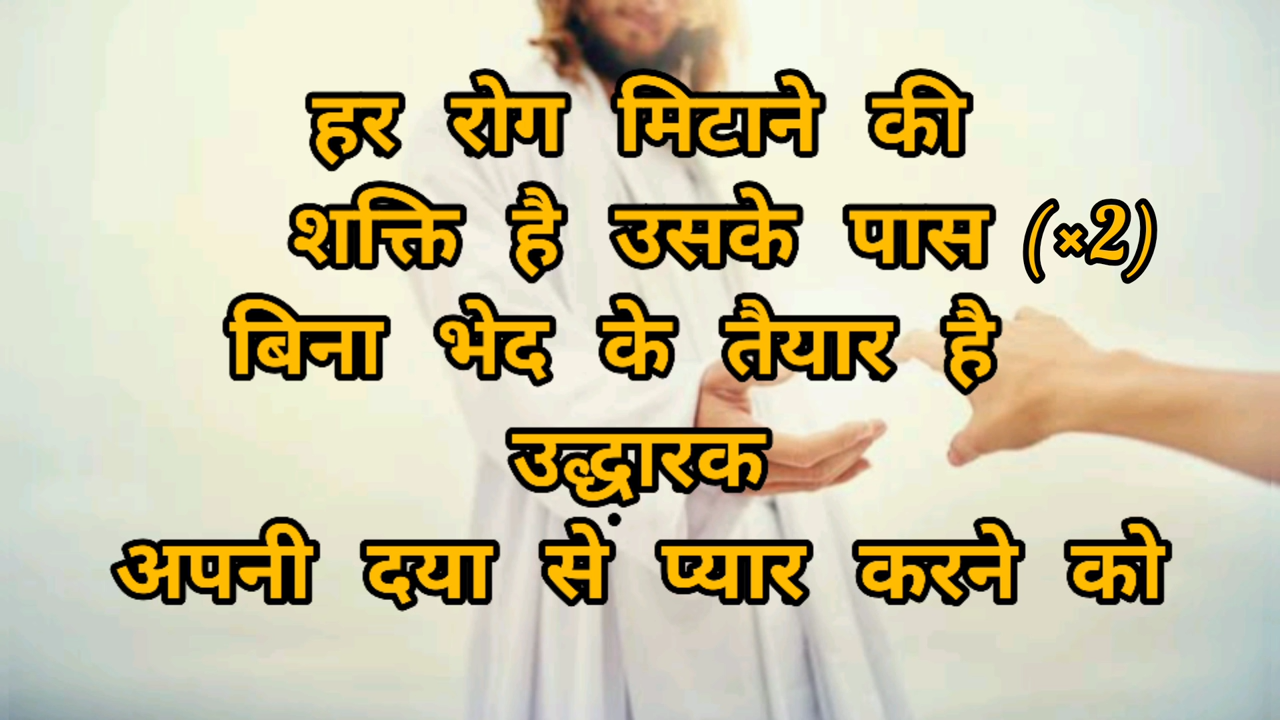 हर रोग मिटाने की
शक्ति है उसके पास (×2)
बिना भेद के तैयार है
उद्ध़ारक
अपनी दया से प्यार करने को